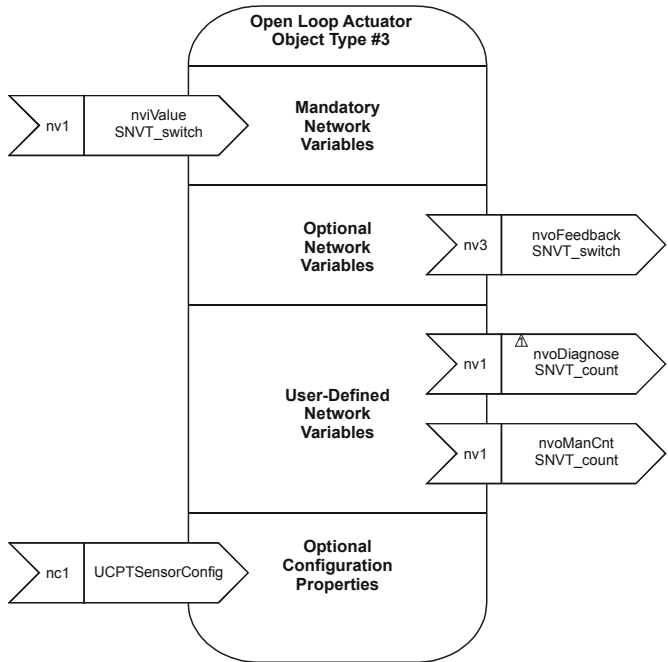 Open Loop Actuator
Object Type #3
nv1
nviValue
SNVT_switch
Mandatory
Network
Variables
Optional
Network
Variables
nv3
nvoFeedback
SNVT_switch
User-Defined
Network
Variables
nv1
nvoDiagnose
SNVT_count
nv1
nvoManCnt
SNVT_count
nc1
UCPTSensorConfig
Optional
Configuration
Properties